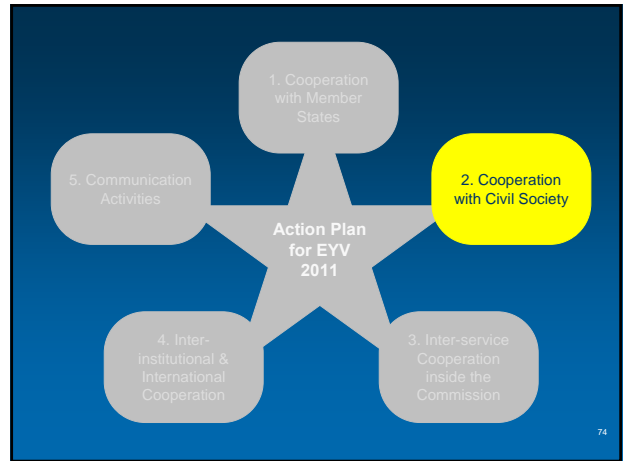 1. Cooperation
with Member
States
5. Communication
Activities
2. Cooperation
with Civil Society
Action Plan
for EYV
2011
4. Inter-
institutional &
International
Cooperation
3. Inter-service
Cooperation
inside the
Commission
74